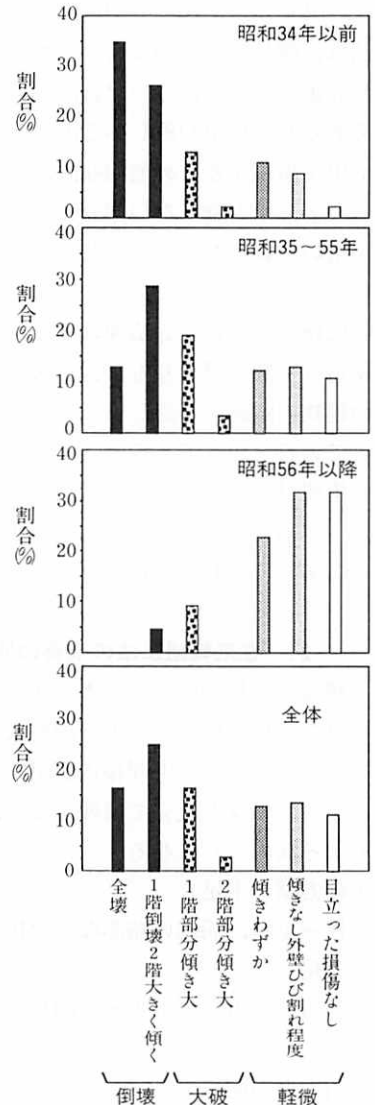 昭和34年以前
割合(%)
40
30
20
10
0
昭和35～55年
割合(%)
40
30
20
10
0
昭和56年以降
割合(%)
40
30
20
10
0
全体
割合(%)
40
30
20
10
0
全壊
1階倒壊2階大きく傾く
1階部分傾き大
2階部分傾き大
傾きわずか
傾きなし外壁ひび割れ程度
目立った損傷なし
倒壊
大破
軽微